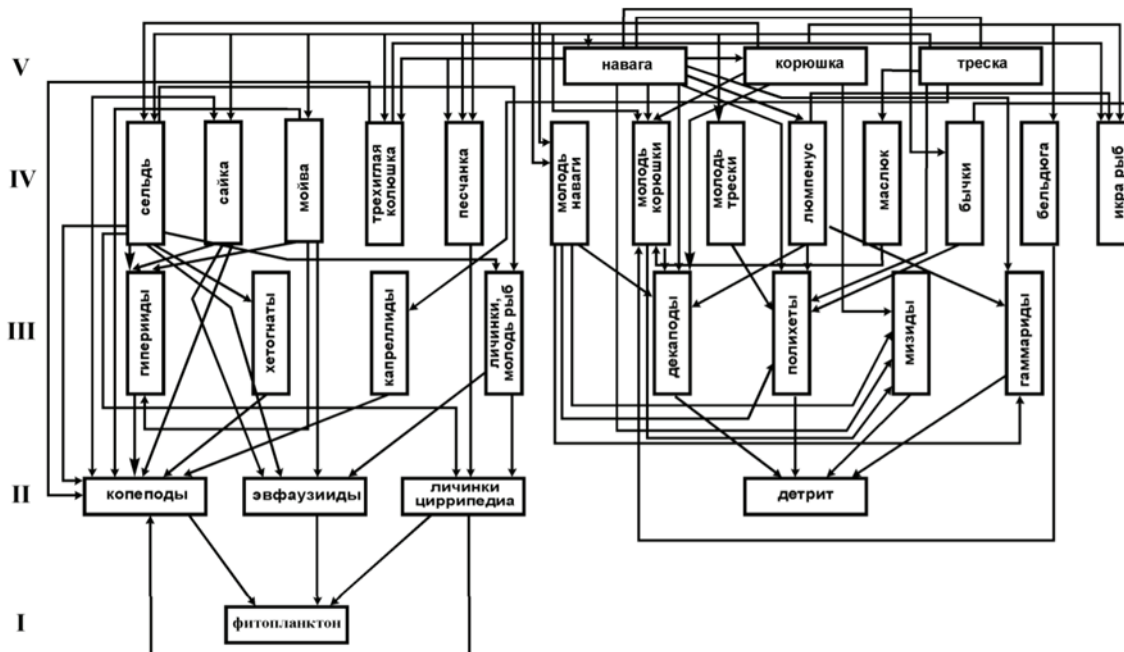 V
навага
корюшка
треска
IV
сельдь
сайка
мойва
трехиглая
колюшка
песчанка
молодь
наваги
молодь
корюшки
молодь
трески
люмпенус
маслюк
бычки
бельдюга
икра рыб
III
гиперииды
хетогнаты
капреллиды
личинки,
молодь рыб
декаподы
полихеты
мизиды
гаммариды
II
копеподы
эвфаузииды
личинки
циррипедиа
детрит
I
фитопланктон